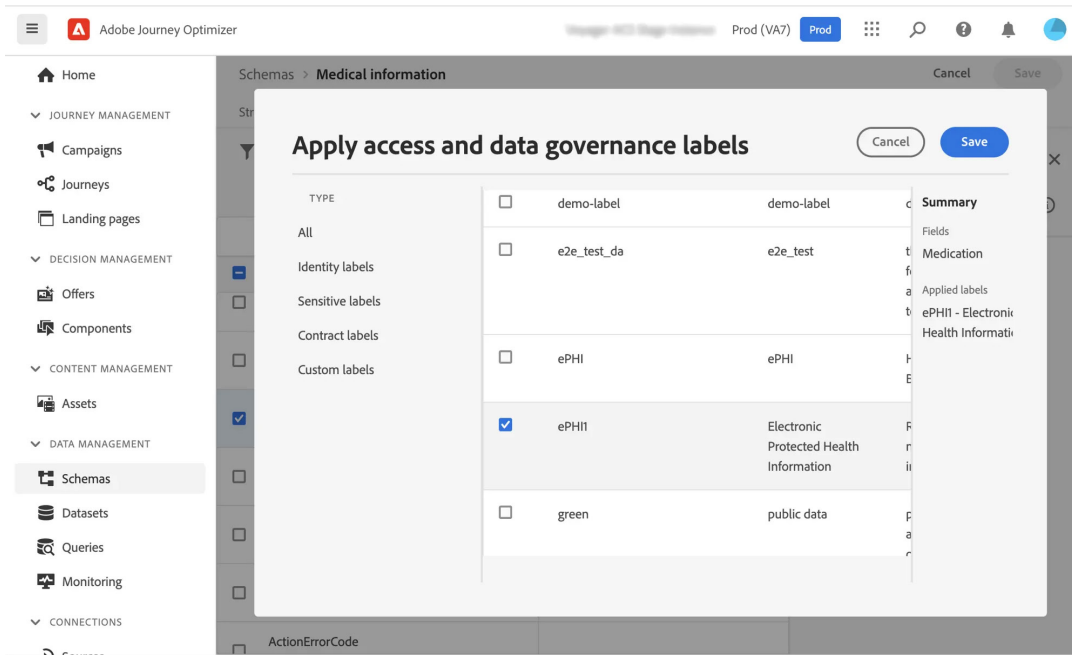 Adobe Journey Optimizer
Prod (VA7)
Prod
Home
JOURNEY MANAGEMENT
Campaigns
Journeys
Landing pages
DECISION MANAGEMENT
Offers
Components
CONTENT MANAGEMENT
Assets
DATA MANAGEMENT
Schemas
Datasets
Queries
Monitoring
CONNECTIONS
Schemas > Medical information
Cancel
Save
Str
Apply access and data governance labels
Cancel
Save
TYPE
All
Identity labels
Sensitive labels
Contract labels
Custom labels
demo-label
demo-label
e2e_test_da
e2e_test
ePHI
ePHI
ePHI1
Electronic
Protected Health
Information
green
public data
Summary
Fields
Medication
Applied labels
ePHI1 - Electronic
Health Informati
ActionErrorCode